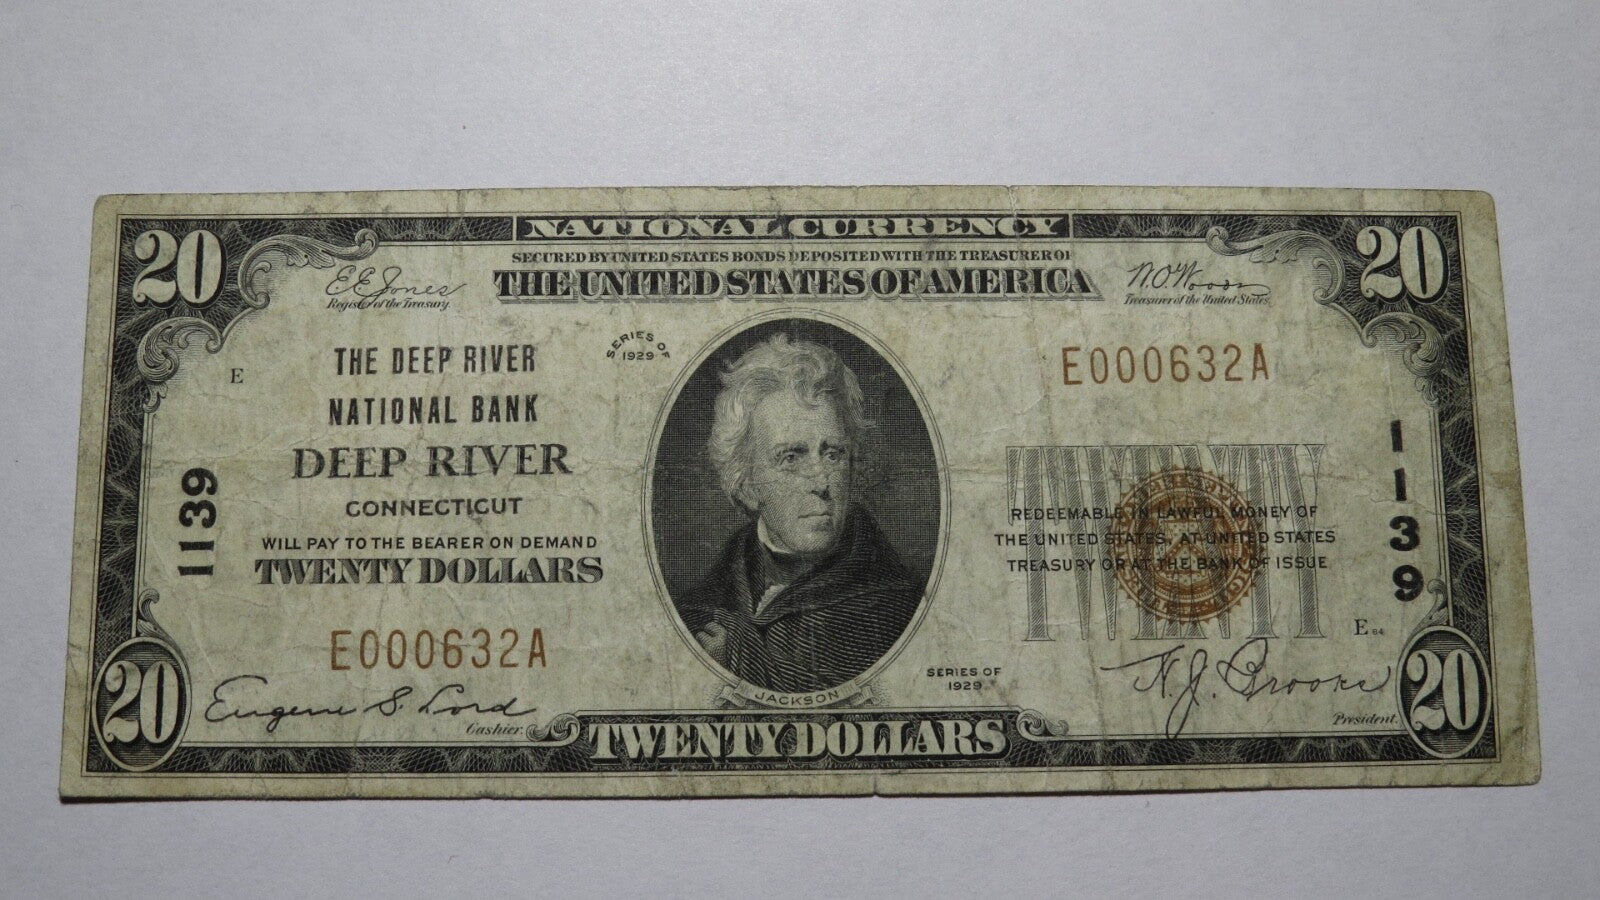 NATIONAL CURRENCY
SECURED BY UNITED STATES BONDS DEPOSITED WITH THE TREASURER OF
THE UNITED STATES OF AMERICA
20
20
E.E. Jones
Register of the Treasury.
W.O. Woods
Treasurer of the United States.
SERIES OF
1929
THE DEEP RIVER
NATIONAL BANK
DEEP RIVER
CONNECTICUT
WILL PAY TO THE BEARER ON DEMAND
TWENTY DOLLARS
E
1139
E000632A
E000632A
REDEEMABLE IN LAWFUL MONEY OF
THE UNITED STATES, AT UNITED STATES
TREASURY OR AT THE BANK OF ISSUE
TWENTY
1139
E 84
SERIES OF
1929
JACKSON
Eugene S. Lord
Cashier.
President.
20
TWENTY DOLLARS
20